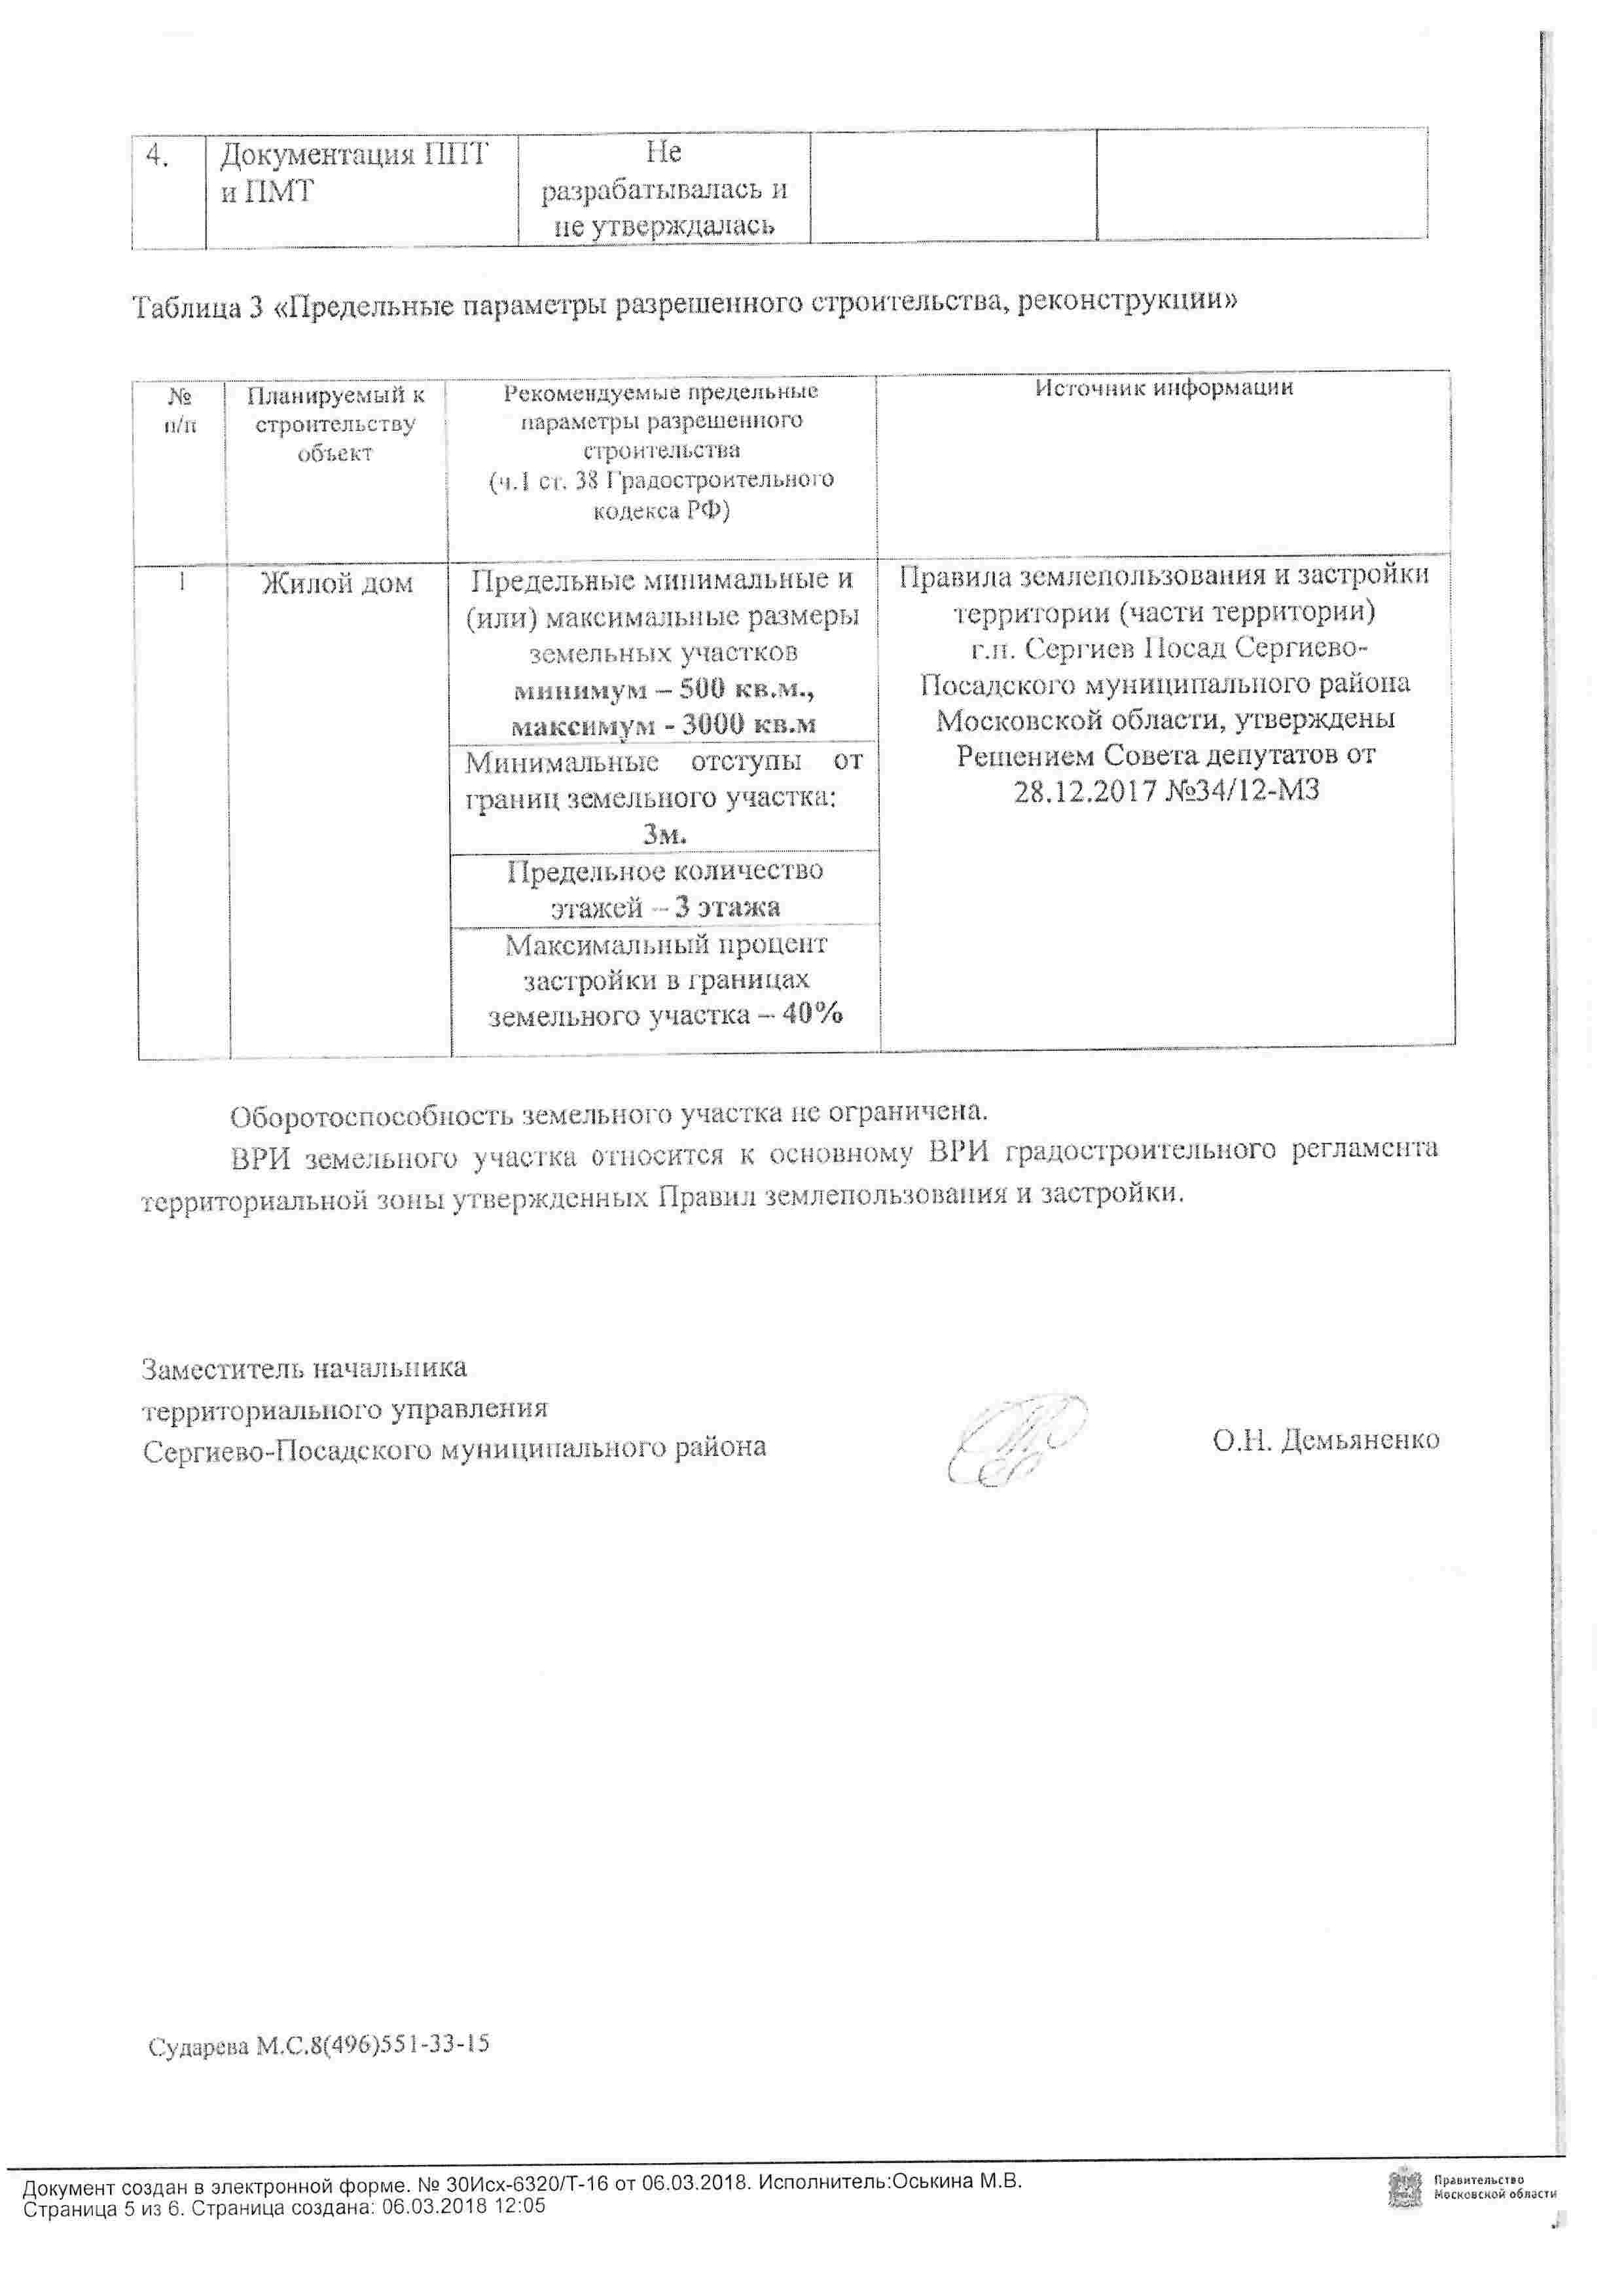 4.
Документация ППТ
и ПМТ
Не
разрабатывалась и
не утверждалась
Таблица 3 «Предельные параметры разрешенного строительства, реконструкции»
№
п/п
Планируемый к
строительству
объект
Рекомендуемые предельные
параметры разрешенного
строительства
(ч.1 ст. 38 Градостроительного
кодекса РФ)
Источник информации
1
Жилой дом
Предельные минимальные и
(или) максимальные размеры
земельных участков
минимум – 500 кв.м.,
максимум - 3000 кв.м
Минимальные отступы от
границ земельного участка:
3м.
Предельное количество
этажей – 3 этажа
Максимальный процент
застройки в границах
земельного участка – 40%
Правила землепользования и застройки
территории (части территории)
г.п. Сергиев Посад Сергиево-
Посадского муниципального района
Московской области, утверждены
Решением Совета депутатов от
28.12.2017 №34/12-МЗ
Оборотоспособность земельного участка не ограничена.
ВРИ земельного участка относится к основному ВРИ градостроительного регламента
территориальной зоны утвержденных Правил землепользования и застройки.
Заместитель начальника
территориального управления
Сергиево-Посадского муниципального района
О.Н. Демьяненко
Сударева М.С.8(496)551-33-15
Документ создан в электронной форме. № 30Исх-6320/Т-16 от 06.03.2018. Исполнитель:Оськина М.В.
Страница 5 из 6. Страница создана: 06.03.2018 12:05
Правительство
Московской области